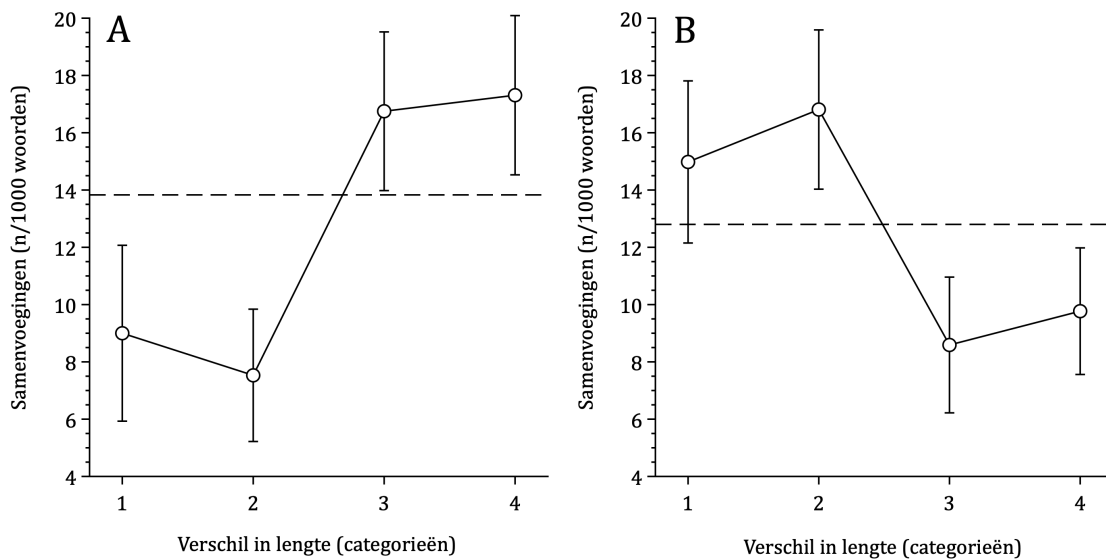 A
Samenvoegingen (n/1000 woorden)
20
18
16
14
12
10
8
6
4
1 2 3 4
Verschil in lengte (categorieën)
B
Samenvoegingen (n/1000 woorden)
20
18
16
14
12
10
8
6
4
1 2 3 4
Verschil in lengte (categorieën)